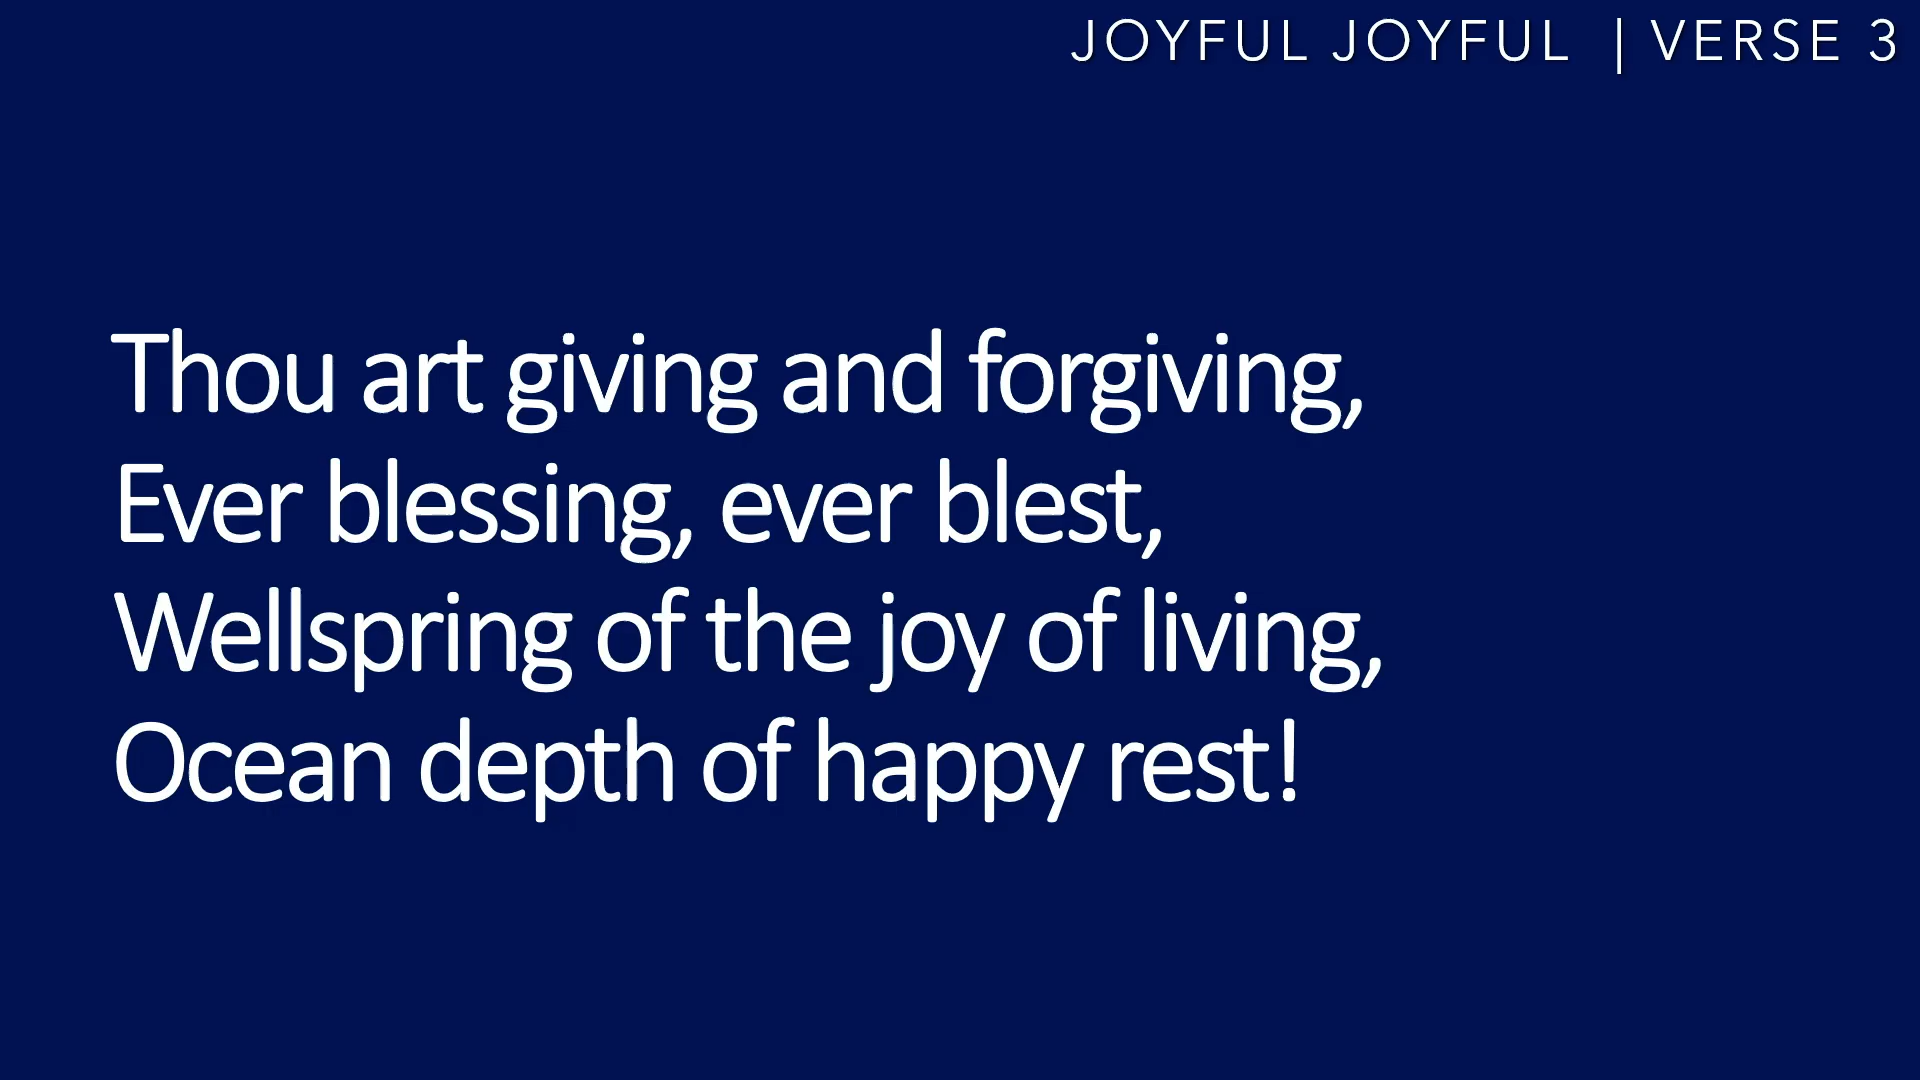 JOYFUL JOYFUL | VERSE 3
Thou art giving and forgiving,
Ever blessing, ever blest,
Wellspring of the joy of living,
Ocean depth of happy rest!